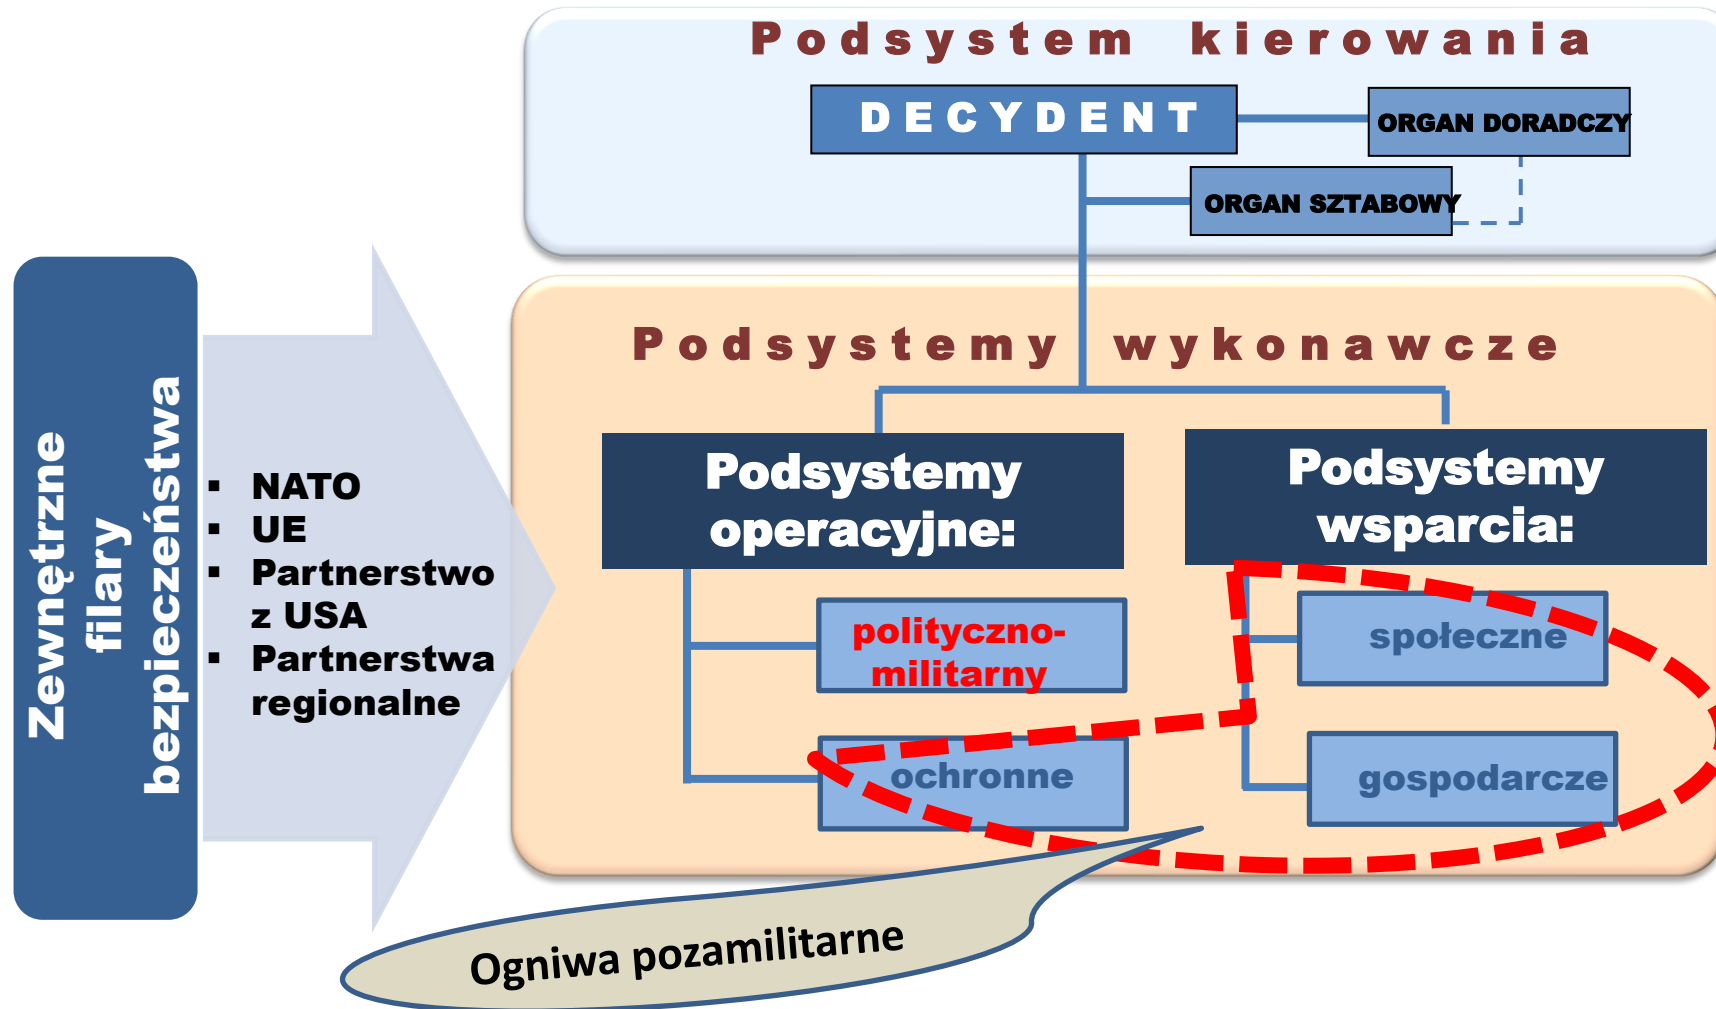 Podsystem kierowania
DECYDENT
ORGAN DORADCZY
ORGAN SZTABOWY
Zewnętrzne
filary
bezpieczeństwa
▪ NATO
▪ UE
▪ Partnerstwo
z USA
▪ Partnerstwa
regionalne
Podsystemy wykonawcze
Podsystemy
operacyjne:
polityczno-
militarny
ochronne
Podsystemy
wsparcia:
społeczne
gospodarcze
Ogniwa pozamilitarne